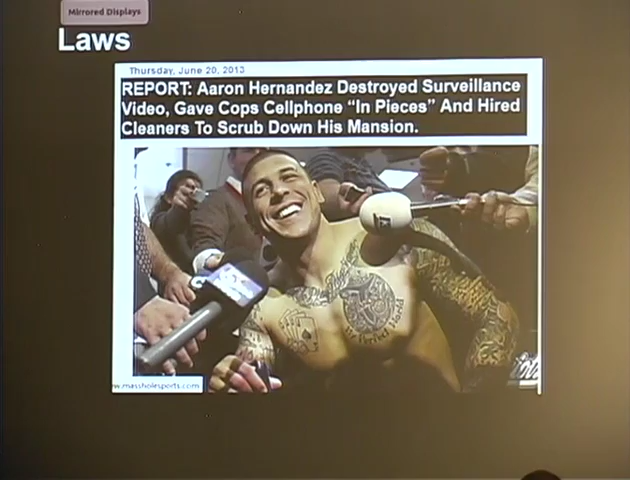 Mirrored Displays
Laws
Thursday, June 20, 2013
REPORT: Aaron Hernandez Destroyed Surveillance
Video, Gave Cops Cellphone “In Pieces” And Hired
Cleaners To Scrub Down His Mansion.
w.massholesports.com